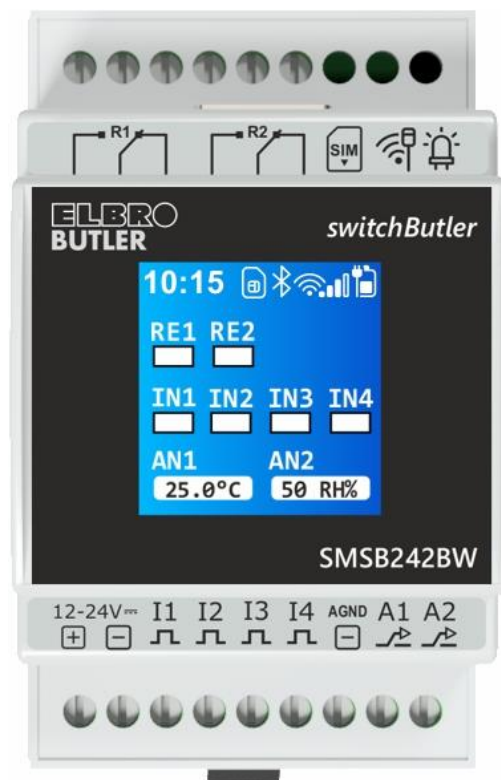 R1 R2 SIM
ELBRO
BUTLER
switchButler
10:15
RE1 RE2
IN1 IN2 IN3 IN4
AN1 AN2
25.0°C 50 RH%
SMSB242BW
12-24V⎓ I1 I2 I3 I4 AGND A1 A2
+ − −